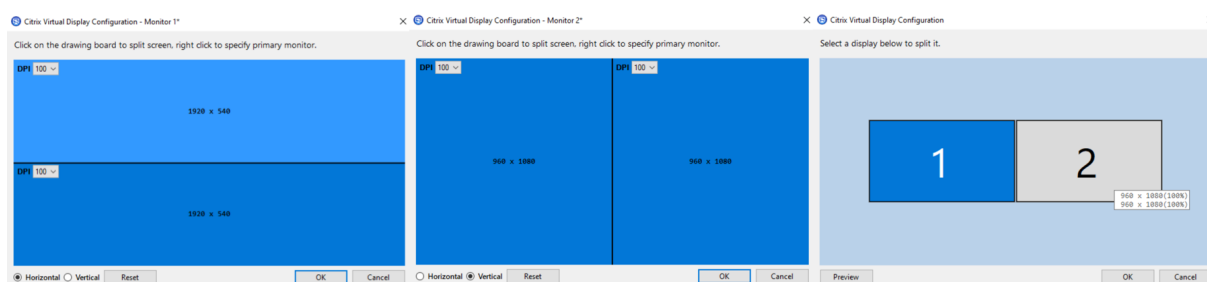 Citrix Virtual Display Configuration - Monitor 1*
Click on the drawing board to split screen, right click to specify primary monitor.
DPI 100
1920 x 540
DPI 100
1920 x 540
Horizontal Vertical Reset OK Cancel
Citrix Virtual Display Configuration - Monitor 2*
Click on the drawing board to split screen, right click to specify primary monitor.
DPI 100 DPI 100
960 x 1080 960 x 1080
Horizontal Vertical Reset OK Cancel
Citrix Virtual Display Configuration
Select a display below to split it.
1 2
960 x 1080(100%)
960 x 1080(100%)
Preview OK Cancel